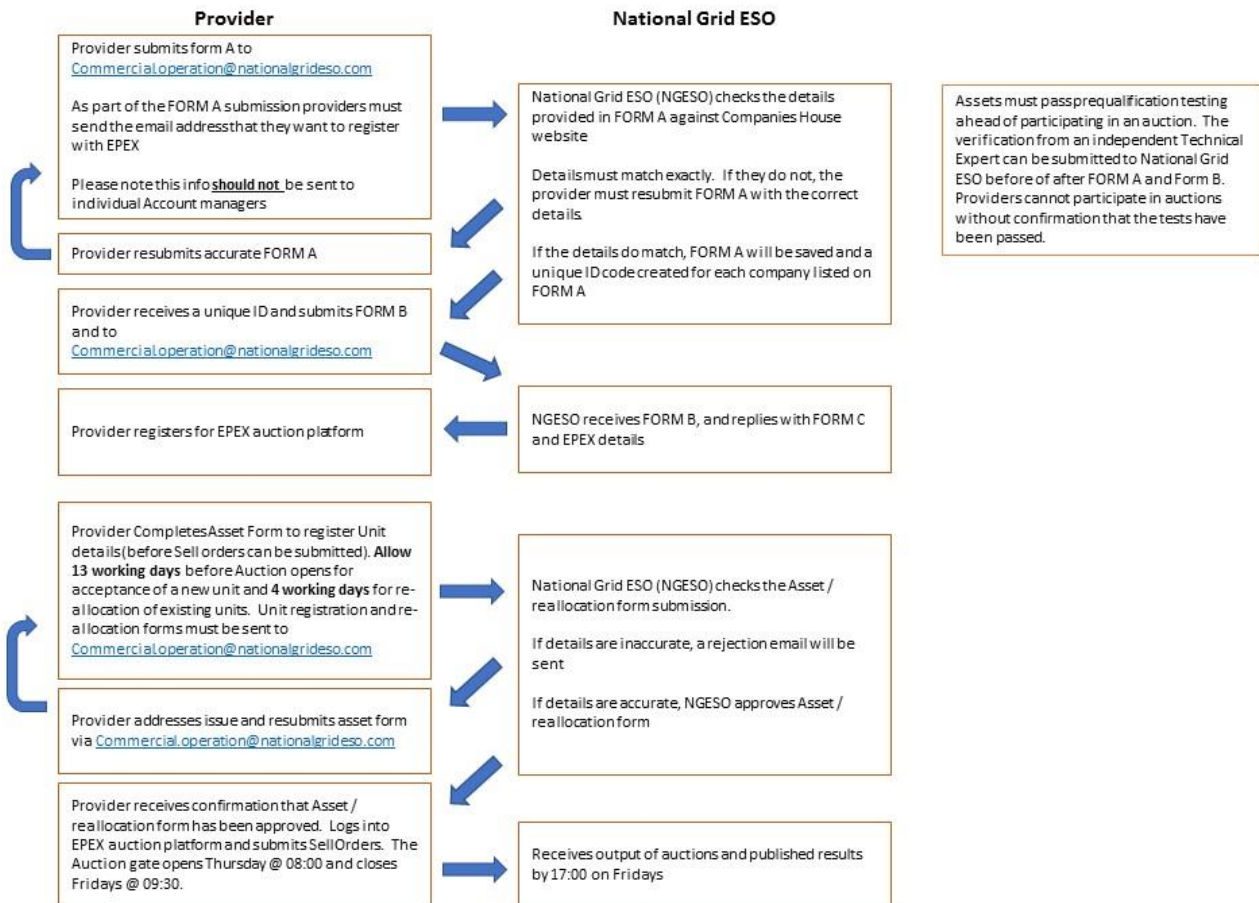 Provider
National Grid ESO
Provider submits form A to
Commercial.operation@nationalgrideso.com
As part of the FORM A submission providers must
send the email address that they want to register
with EPEX
Please note this info should not be sent to
individual Account managers
National Grid ESO (NGESO) checks the details
provided in FORM A against Companies House
website
Details must match exactly. If they do not, the
provider must resubmit FORM A with the correct
details.
If the details do match, FORM A will be saved and a
unique ID code created for each company listed on
FORM A
Assets must pass prequalification testing
ahead of participating in an auction. The
verification from an independent Technical
Expert can be submitted to National Grid
ESO before of after FORM A and Form B.
Providers cannot participate in auctions
without confirmation that the tests have
been passed.
Provider resubmits accurate FORM A
Provider receives a unique ID and submits FORM B
and to
Commercial.operation@nationalgrideso.com
NGESO receives FORM B, and replies with FORM C
and EPEX details
Provider registers for EPEX auction platform
Provider Completes Asset Form to register Unit
details (before Sell orders can be submitted). Allow
13 working days before Auction opens for
acceptance of a new unit and 4 working days for re-
allocation of existing units. Unit registration and re-
allocation forms must be sent to
Commercial.operation@nationalgrideso.com
National Grid ESO (NGESO) checks the Asset /
reallocation form submission.
If details are inaccurate, a rejection email will be
sent
If details are accurate, NGESO approves Asset /
reallocation form
Provider addresses issue and resubmits asset form
via Commercial.operation@nationalgrideso.com
Provider receives confirmation that Asset /
reallocation form has been approved. Logs into
EPEX auction platform and submits Sell Orders. The
Auction gate opens Thursday @ 08:00 and closes
Fridays @ 09:30.
Receives output of auctions and published results
by 17:00 on Fridays